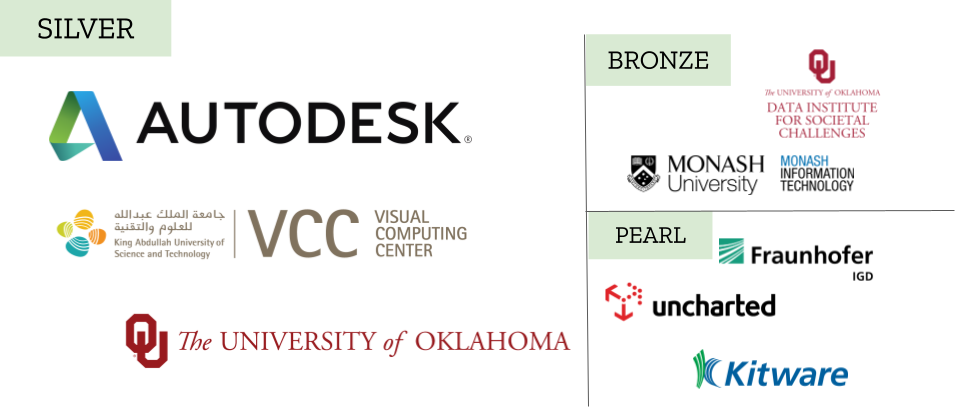 SILVER
AUTODESK®
جامعة الملك عبدالله
للعلوم والتقنية
King Abdullah University of
Science and Technology
VCC
VISUAL
COMPUTING
CENTER
The UNIVERSITY of OKLAHOMA
BRONZE
The UNIVERSITY of OKLAHOMA
DATA INSTITUTE
FOR SOCIETAL
CHALLENGES
MONASH
University
MONASH
INFORMATION
TECHNOLOGY
PEARL
Fraunhofer
IGD
uncharted
Kitware